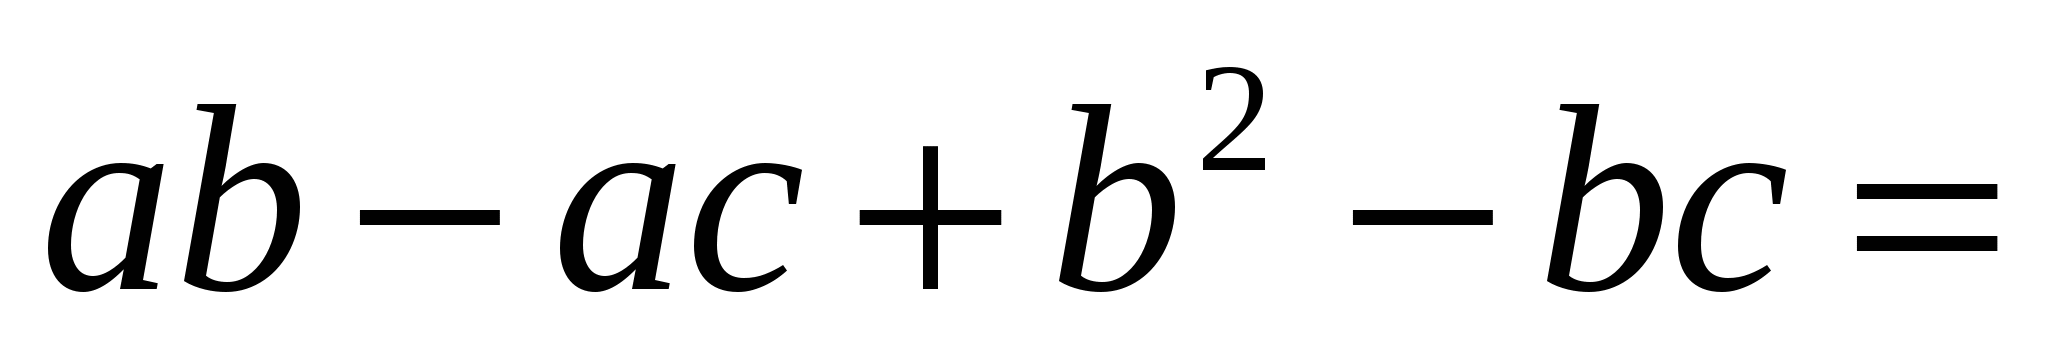 ab − ac + b² − bc =